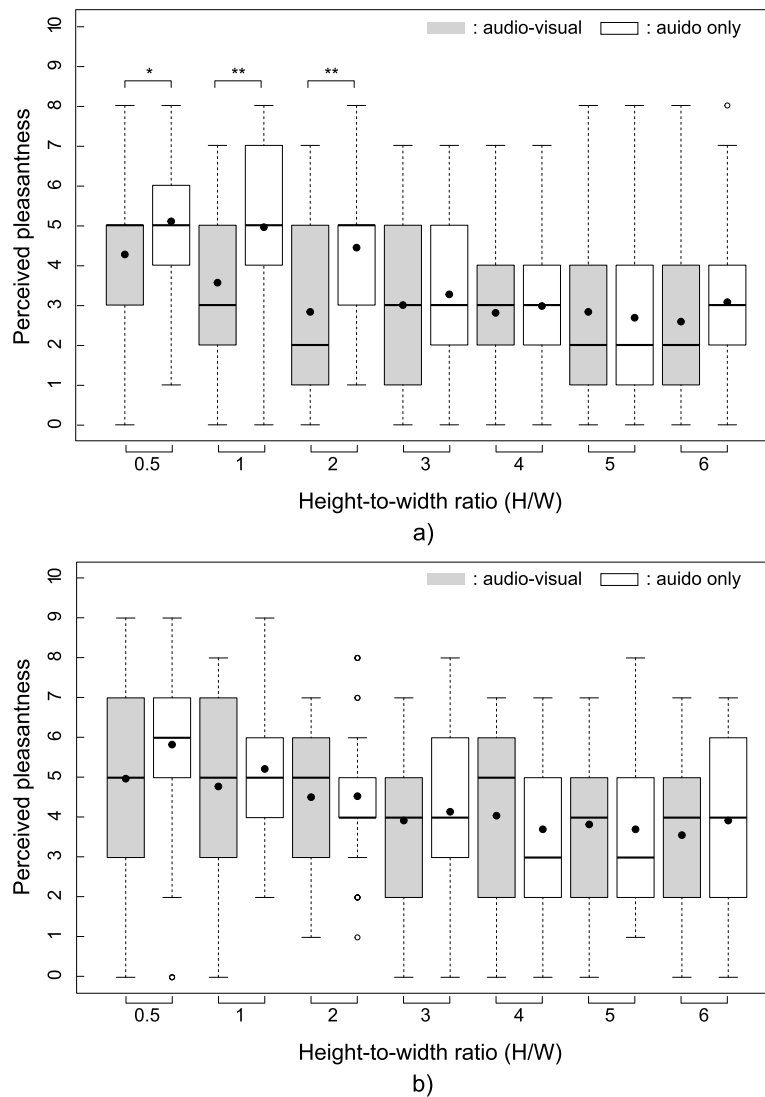 10
: audio-visual : auido only
9
* ** **
8
7
6
5
4
3
2
1
0
Perceived pleasantness
0.5 1 2 3 4 5 6
Height-to-width ratio (H/W)
a)
10
: audio-visual : auido only
9
8
7
6
5
4
3
2
1
0
Perceived pleasantness
0.5 1 2 3 4 5 6
Height-to-width ratio (H/W)
b)